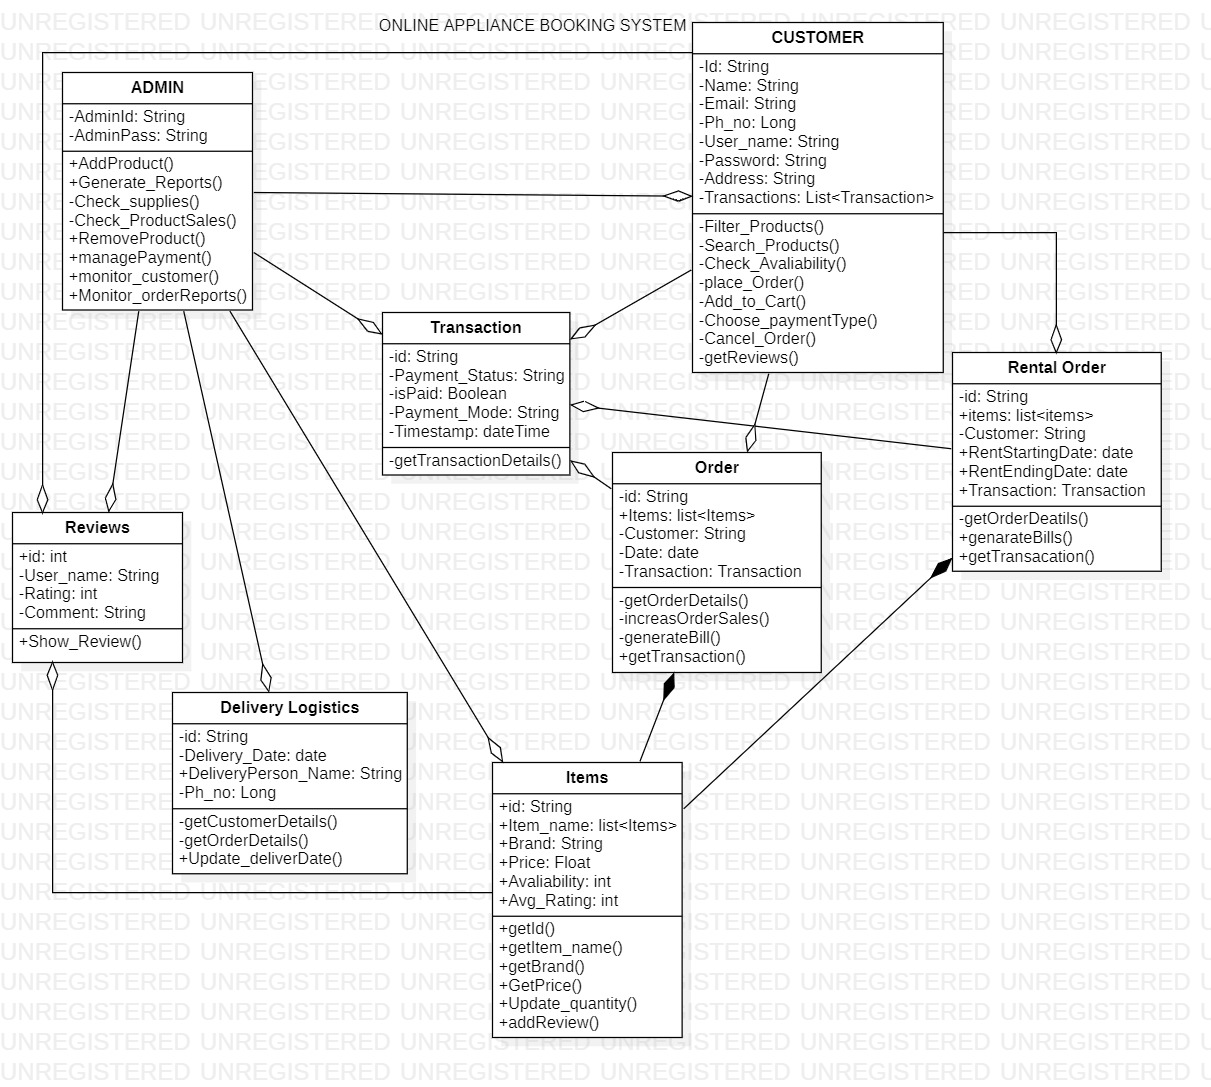 ONLINE APPLIANCE BOOKING SYSTEM
CUSTOMER
-Id: String
-Name: String
-Email: String
-Ph_no: Long
-User_name: String
-Password: String
-Address: String
-Transactions: List<Transaction>
-Filter_Products()
-Search_Products()
-Check_Avaliability()
-place_Order()
-Add_to_Cart()
-Choose_paymentType()
-Cancel_Order()
-getReviews()
ADMIN
-AdminId: String
-AdminPass: String
+AddProduct()
+Generate_Reports()
-Check_supplies()
-Check_ProductSales()
+RemoveProduct()
+managePayment()
+monitor_customer()
+Monitor_orderReports()
Transaction
-id: String
-Payment_Status: String
-isPaid: Boolean
-Payment_Mode: String
-Timestamp: dateTime
-getTransactionDetails()
Rental Order
-id: String
+items: list<items>
-Customer: String
+RentStartingDate: date
+RentEndingDate: date
+Transaction: Transaction
-getOrderDeatils()
+genarateBills()
+getTransacation()
Order
-id: String
+Items: list<Items>
-Customer: String
-Date: date
-Transaction: Transaction
-getOrderDetails()
-increasOrderSales()
-generateBill()
+getTransaction()
Reviews
+id: int
-User_name: String
-Rating: int
-Comment: String
+Show_Review()
Delivery Logistics
-id: String
-Delivery_Date: date
+DeliveryPerson_Name: String
-Ph_no: Long
-getCustomerDetails()
-getOrderDetails()
+Update_deliverDate()
Items
+id: String
+Item_name: list<Items>
+Brand: String
+Price: Float
+Avaliability: int
+Avg_Rating: int
+getId()
+getItem_name()
+getBrand()
+GetPrice()
+Update_quantity()
+addReview()
UNREGISTERED